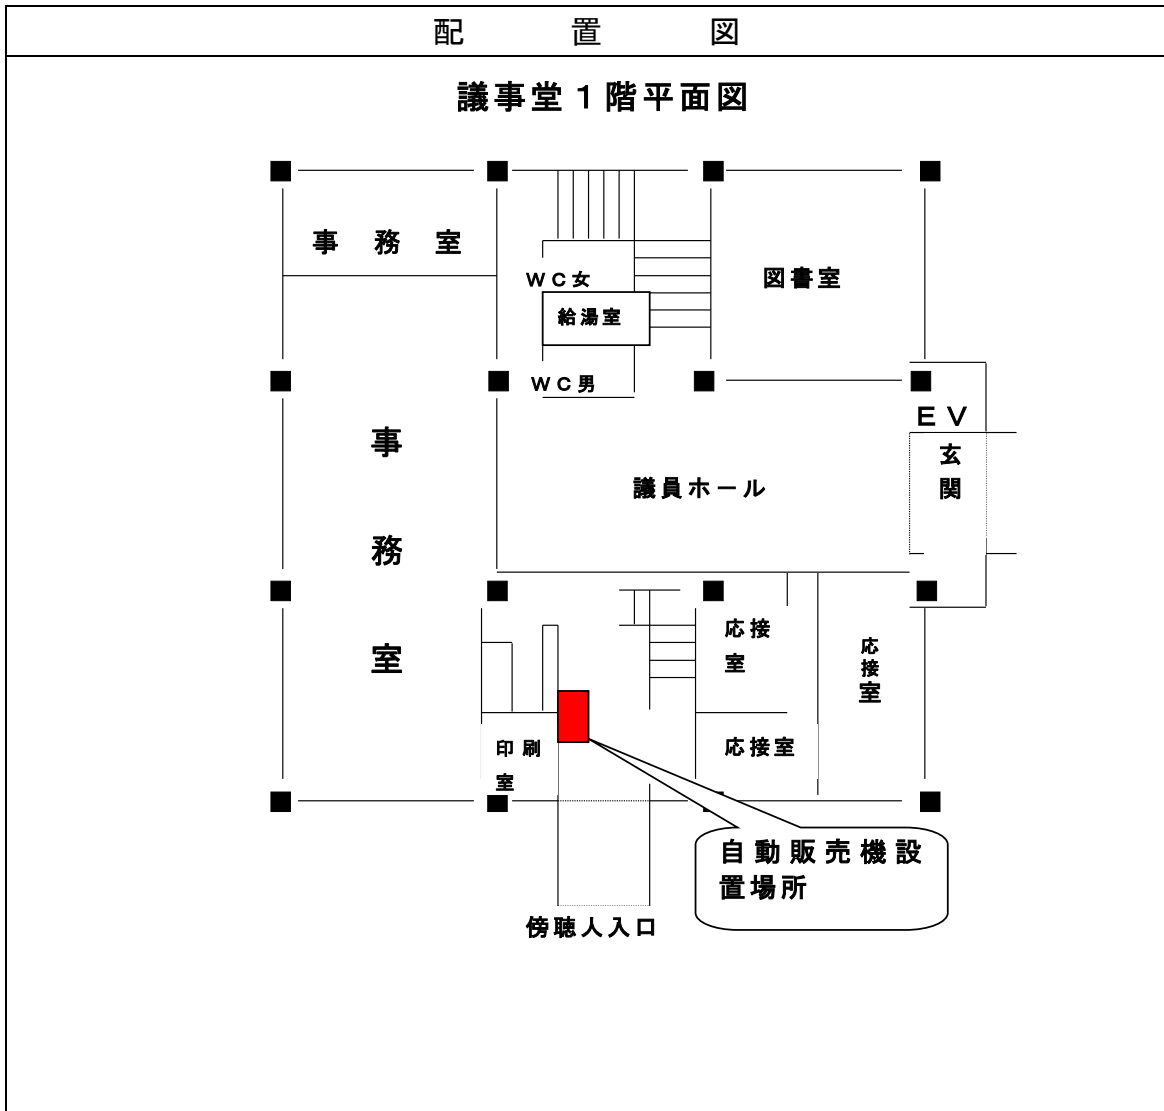 配 置 図
議事堂１階平面図
事 務 室
ＷＣ女
図書室
給湯室
ＷＣ男
ＥＶ
玄
関
事
務
室
議員ホール
応接
室
応
接
室
印刷
室
応接室
自動販売機設
置場所
傍聴人入口